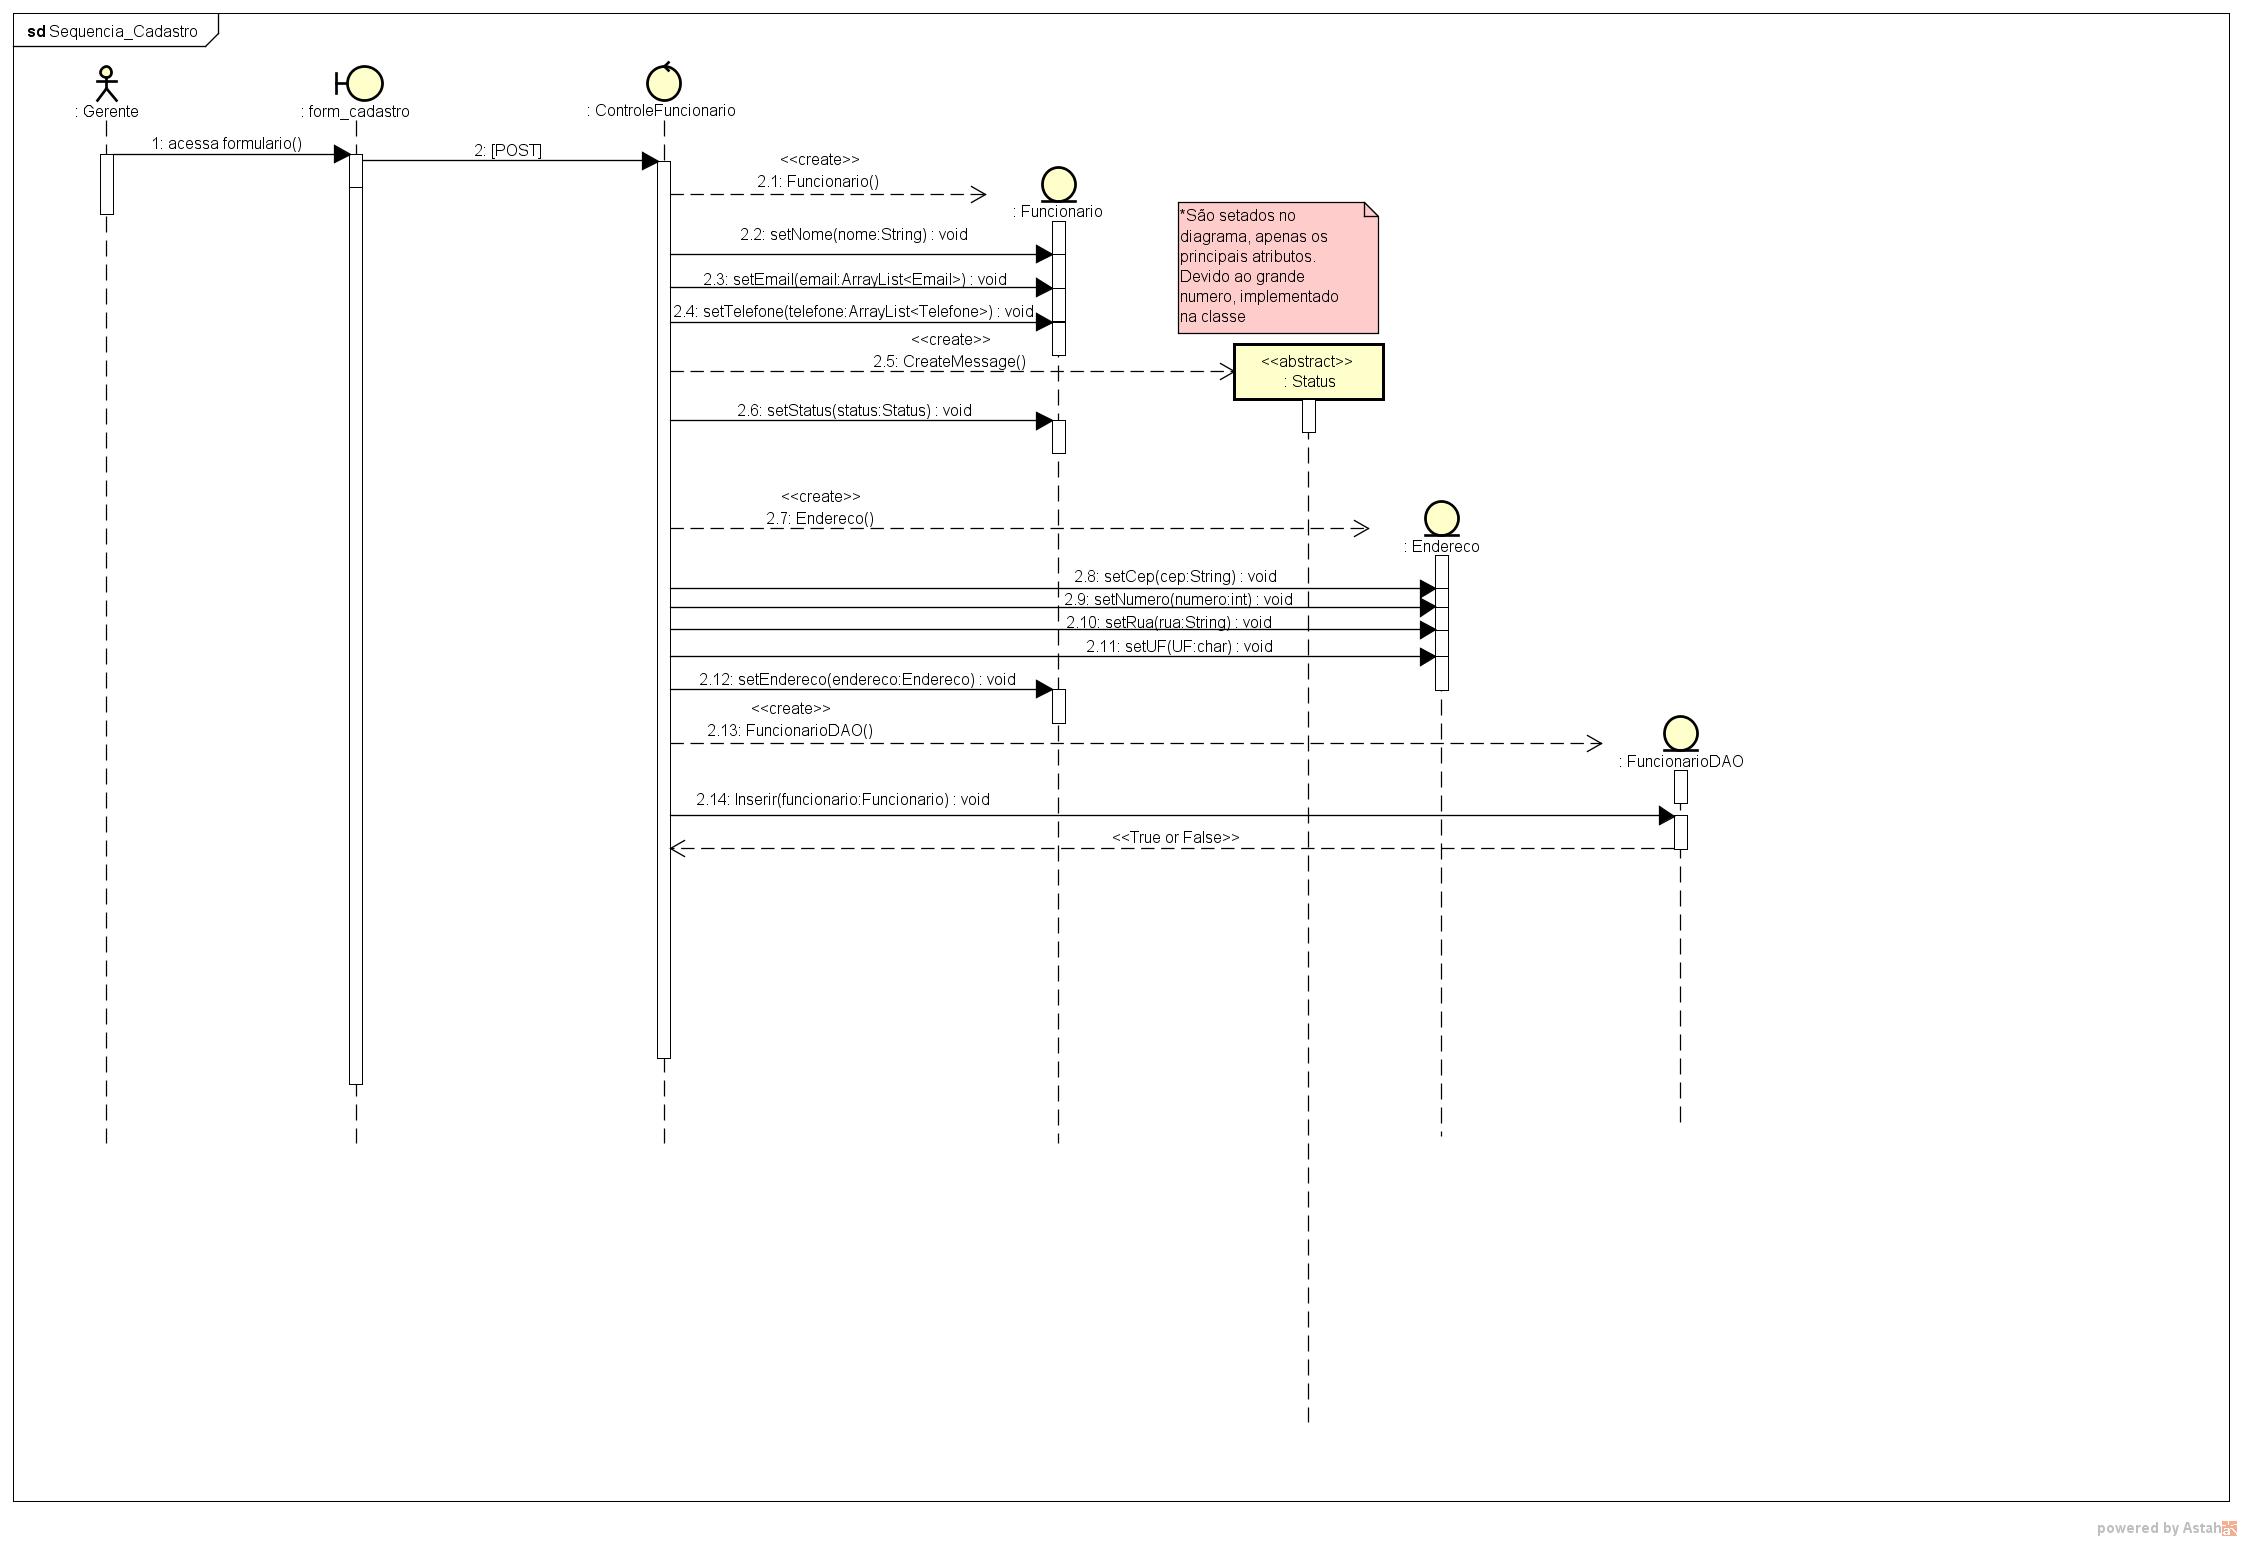 sd Sequencia_Cadastro
: Gerente
: form_cadastro
: ControleFuncionario
1: acessa formulario()
2: [POST]
<<create>>
2.1: Funcionario()
: Funcionario
*São setados no
diagrama, apenas os
principais atributos.
Devido ao grande
numero, implementado
na classe
2.2: setNome(nome:String) : void
2.3: setEmail(email:ArrayList<Email>) : void
2.4: setTelefone(telefone:ArrayList<Telefone>) : void
<<create>>
2.5: CreateMessage()
<<abstract>>
: Status
2.6: setStatus(status:Status) : void
<<create>>
2.7: Endereco()
: Endereco
2.8: setCep(cep:String) : void
2.9: setNumero(numero:int) : void
2.10: setRua(rua:String) : void
2.11: setUF(UF:char) : void
2.12: setEndereco(endereco:Endereco) : void
<<create>>
2.13: FuncionarioDAO()
: FuncionarioDAO
2.14: Inserir(funcionario:Funcionario) : void
<<True or False>>
powered by Astah